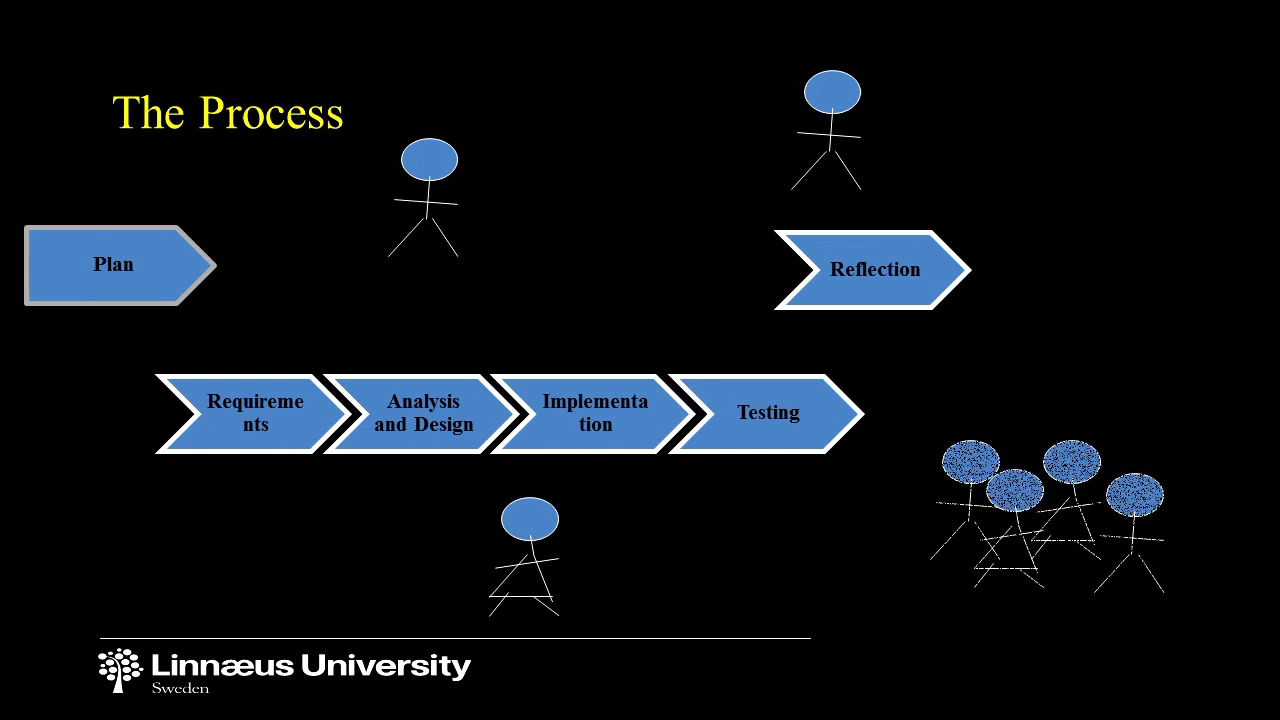 The Process
Plan
Reflection
Requireme
nts
Analysis
and Design
Implementa
tion
Testing
Linnæus University
Sweden